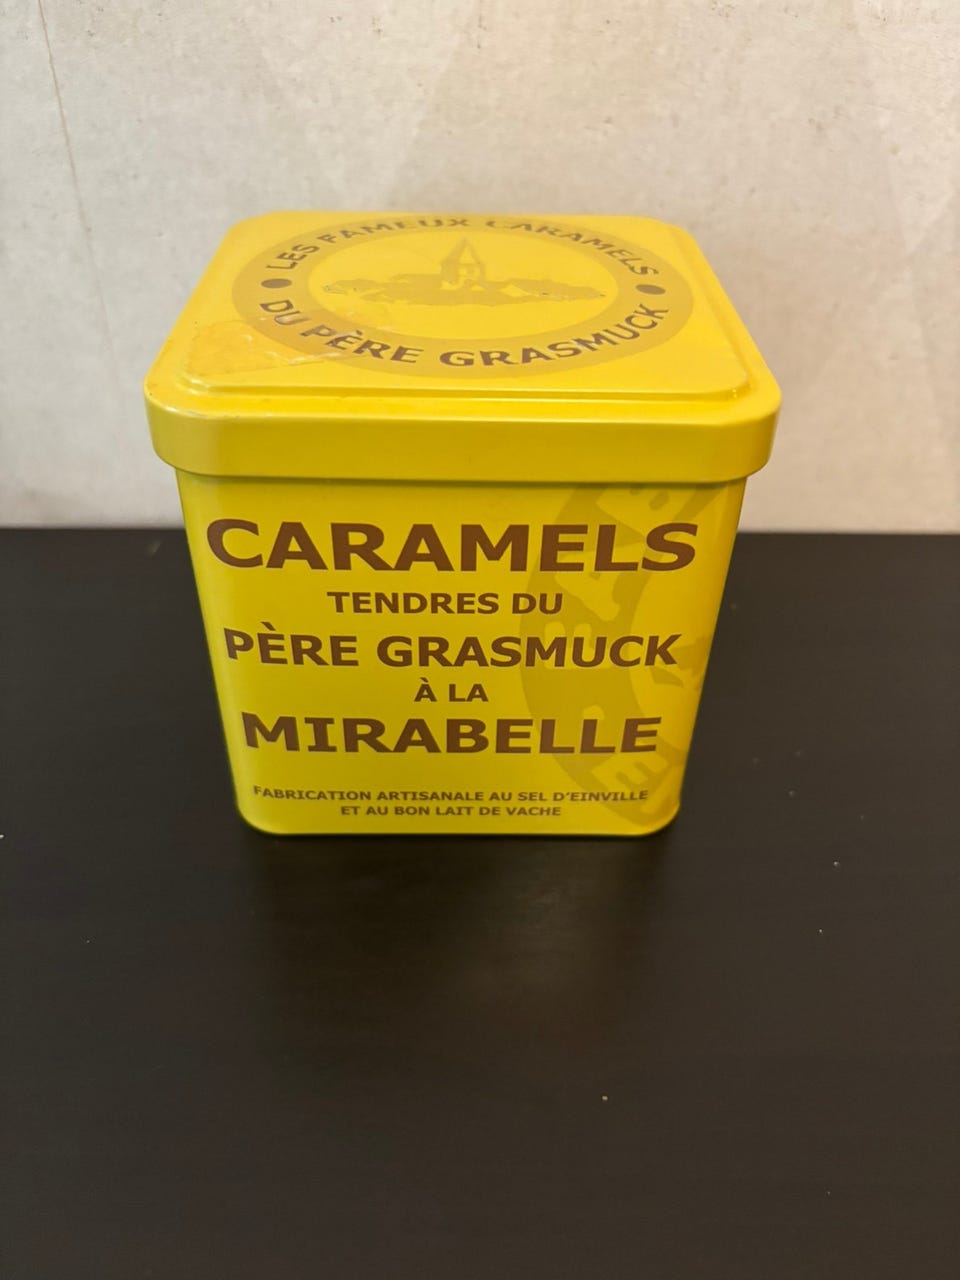 LES FAMEUX CARAMELS
DU PÈRE GRASMUCK
CARAMELS
TENDRES DU
PÈRE GRASMUCK
À LA
MIRABELLE
FABRICATION ARTISANALE AU SEL D'EINVILLE
ET AU BON LAIT DE VACHE